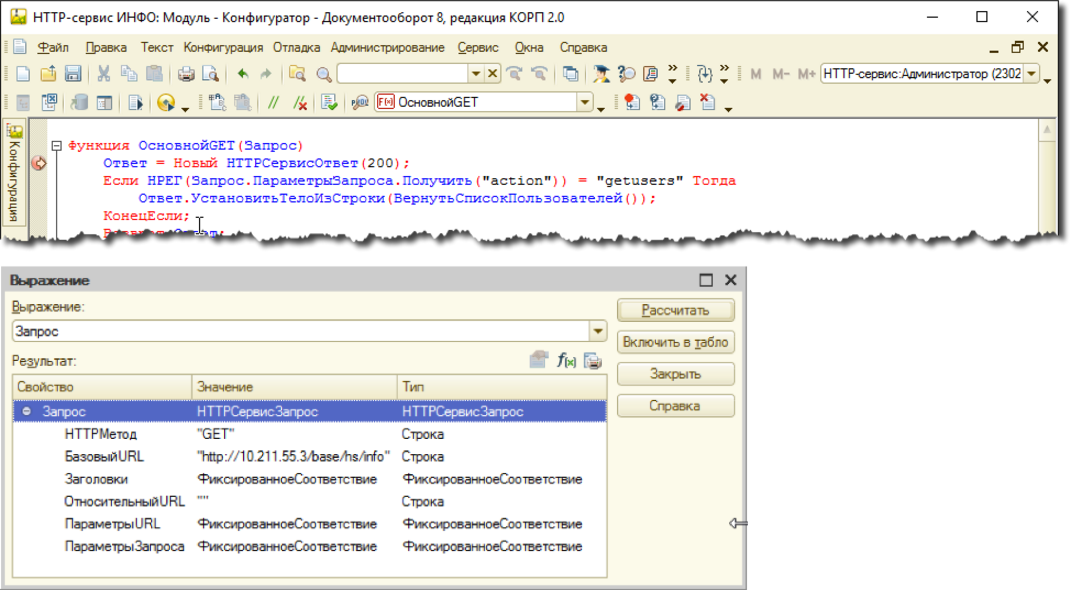 HTTP-сервис ИНФО: Модуль - Конфигуратор - Документооборот 8, редакция КОРП 2.0
Файл Правка Текст Конфигурация Отладка Администрирование Сервис Окна Справка
M M- M+ HTTP-сервис:Администратор (2302
ОсновнойGET
Конфигурация
Функция ОсновнойGET(Запрос)
Ответ = Новый HTTPСервисОтвет(200);
Если НРЕГ(Запрос.ПараметрыЗапроса.Получить("action")) = "getusers" Тогда
Ответ.УстановитьТелоИзСтроки(ВернутьСписокПользователей());
КонецЕсли;
Выражение
Выражение:
Рассчитать
Запрос
Включить в табло
Результат:
Закрыть
Свойство Значение Тип
Справка
Запрос HTTPСервисЗапрос HTTPСервисЗапрос
HTTPМетод "GET" Строка
БазовыйURL "http://10.211.55.3/base/hs/info" Строка
Заголовки ФиксированноеСоответствие ФиксированноеСоответствие
ОтносительныйURL "" Строка
ПараметрыURL ФиксированноеСоответствие ФиксированноеСоответствие
ПараметрыЗапроса ФиксированноеСоответствие ФиксированноеСоответствие